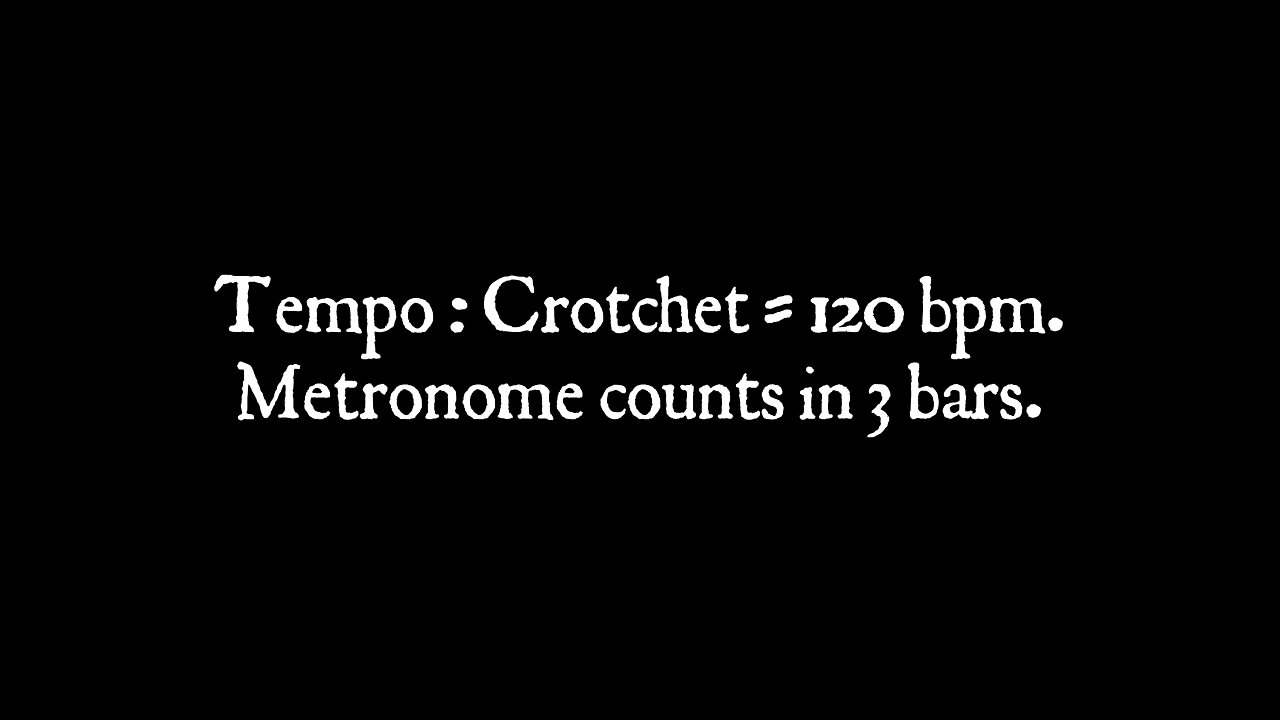 Tempo : Crotchet = 120 bpm.
Metronome counts in 3 bars.